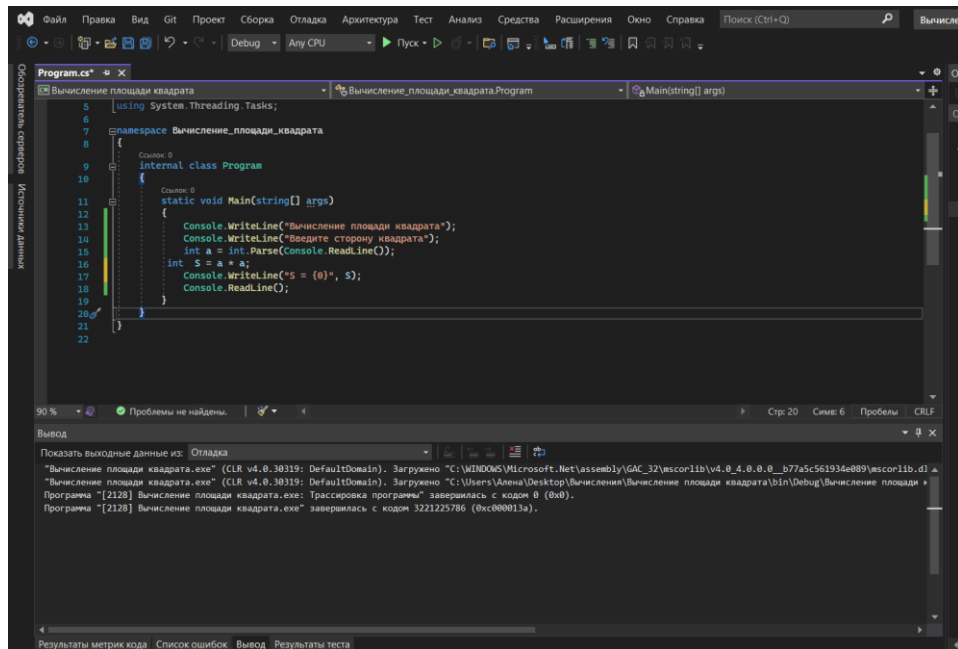 Файл Правка Вид Git Проект Сборка Отладка Архитектура Тест Анализ Средства Расширения Окно Справка Поиск (Ctrl+Q) Вычисле
Debug Any CPU Пуск
Обозреватель серверов
Источники данных
Program.cs*
Вычисление площади квадрата Вычисление_площади_квадрата.Program Main(string[] args)
5 using System.Threading.Tasks;
6
7 namespace Вычисление_площади_квадрата
8 {
Ссылок: 0
9 internal class Program
10 {
Ссылок: 0
11 static void Main(string[] args)
12 {
13 Console.WriteLine("Вычисление площади квадрата");
14 Console.WriteLine("Введите сторону квадрата");
15 int a = int.Parse(Console.ReadLine());
16 int S = a * a;
17 Console.WriteLine("S = {0}", S);
18 Console.ReadLine();
19 }
20 }
21 }
22
90 % Проблемы не найдены. Стр: 20 Симв: 6 Пробелы CRLF
Вывод
Показать выходные данные из: Отладка
"Вычисление площади квадрата.exe" (CLR v4.0.30319: DefaultDomain). Загружено "C:\WINDOWS\Microsoft.Net\assembly\GAC_32\mscorlib\v4.0_4.0.0.0__b77a5c561934e089\mscorlib.dl
"Вычисление площади квадрата.exe" (CLR v4.0.30319: DefaultDomain). Загружено "C:\Users\Алена\Desktop\Вычисления\Вычисление площади квадрата\bin\Debug\Вычисление площади
Программа "[2128] Вычисление площади квадрата.exe: Трассировка программы" завершилась с кодом 0 (0x0).
Программа "[2128] Вычисление площади квадрата.exe" завершилась с кодом 3221225786 (0xc000013a).
Результаты метрик кода Список ошибок Вывод Результаты теста